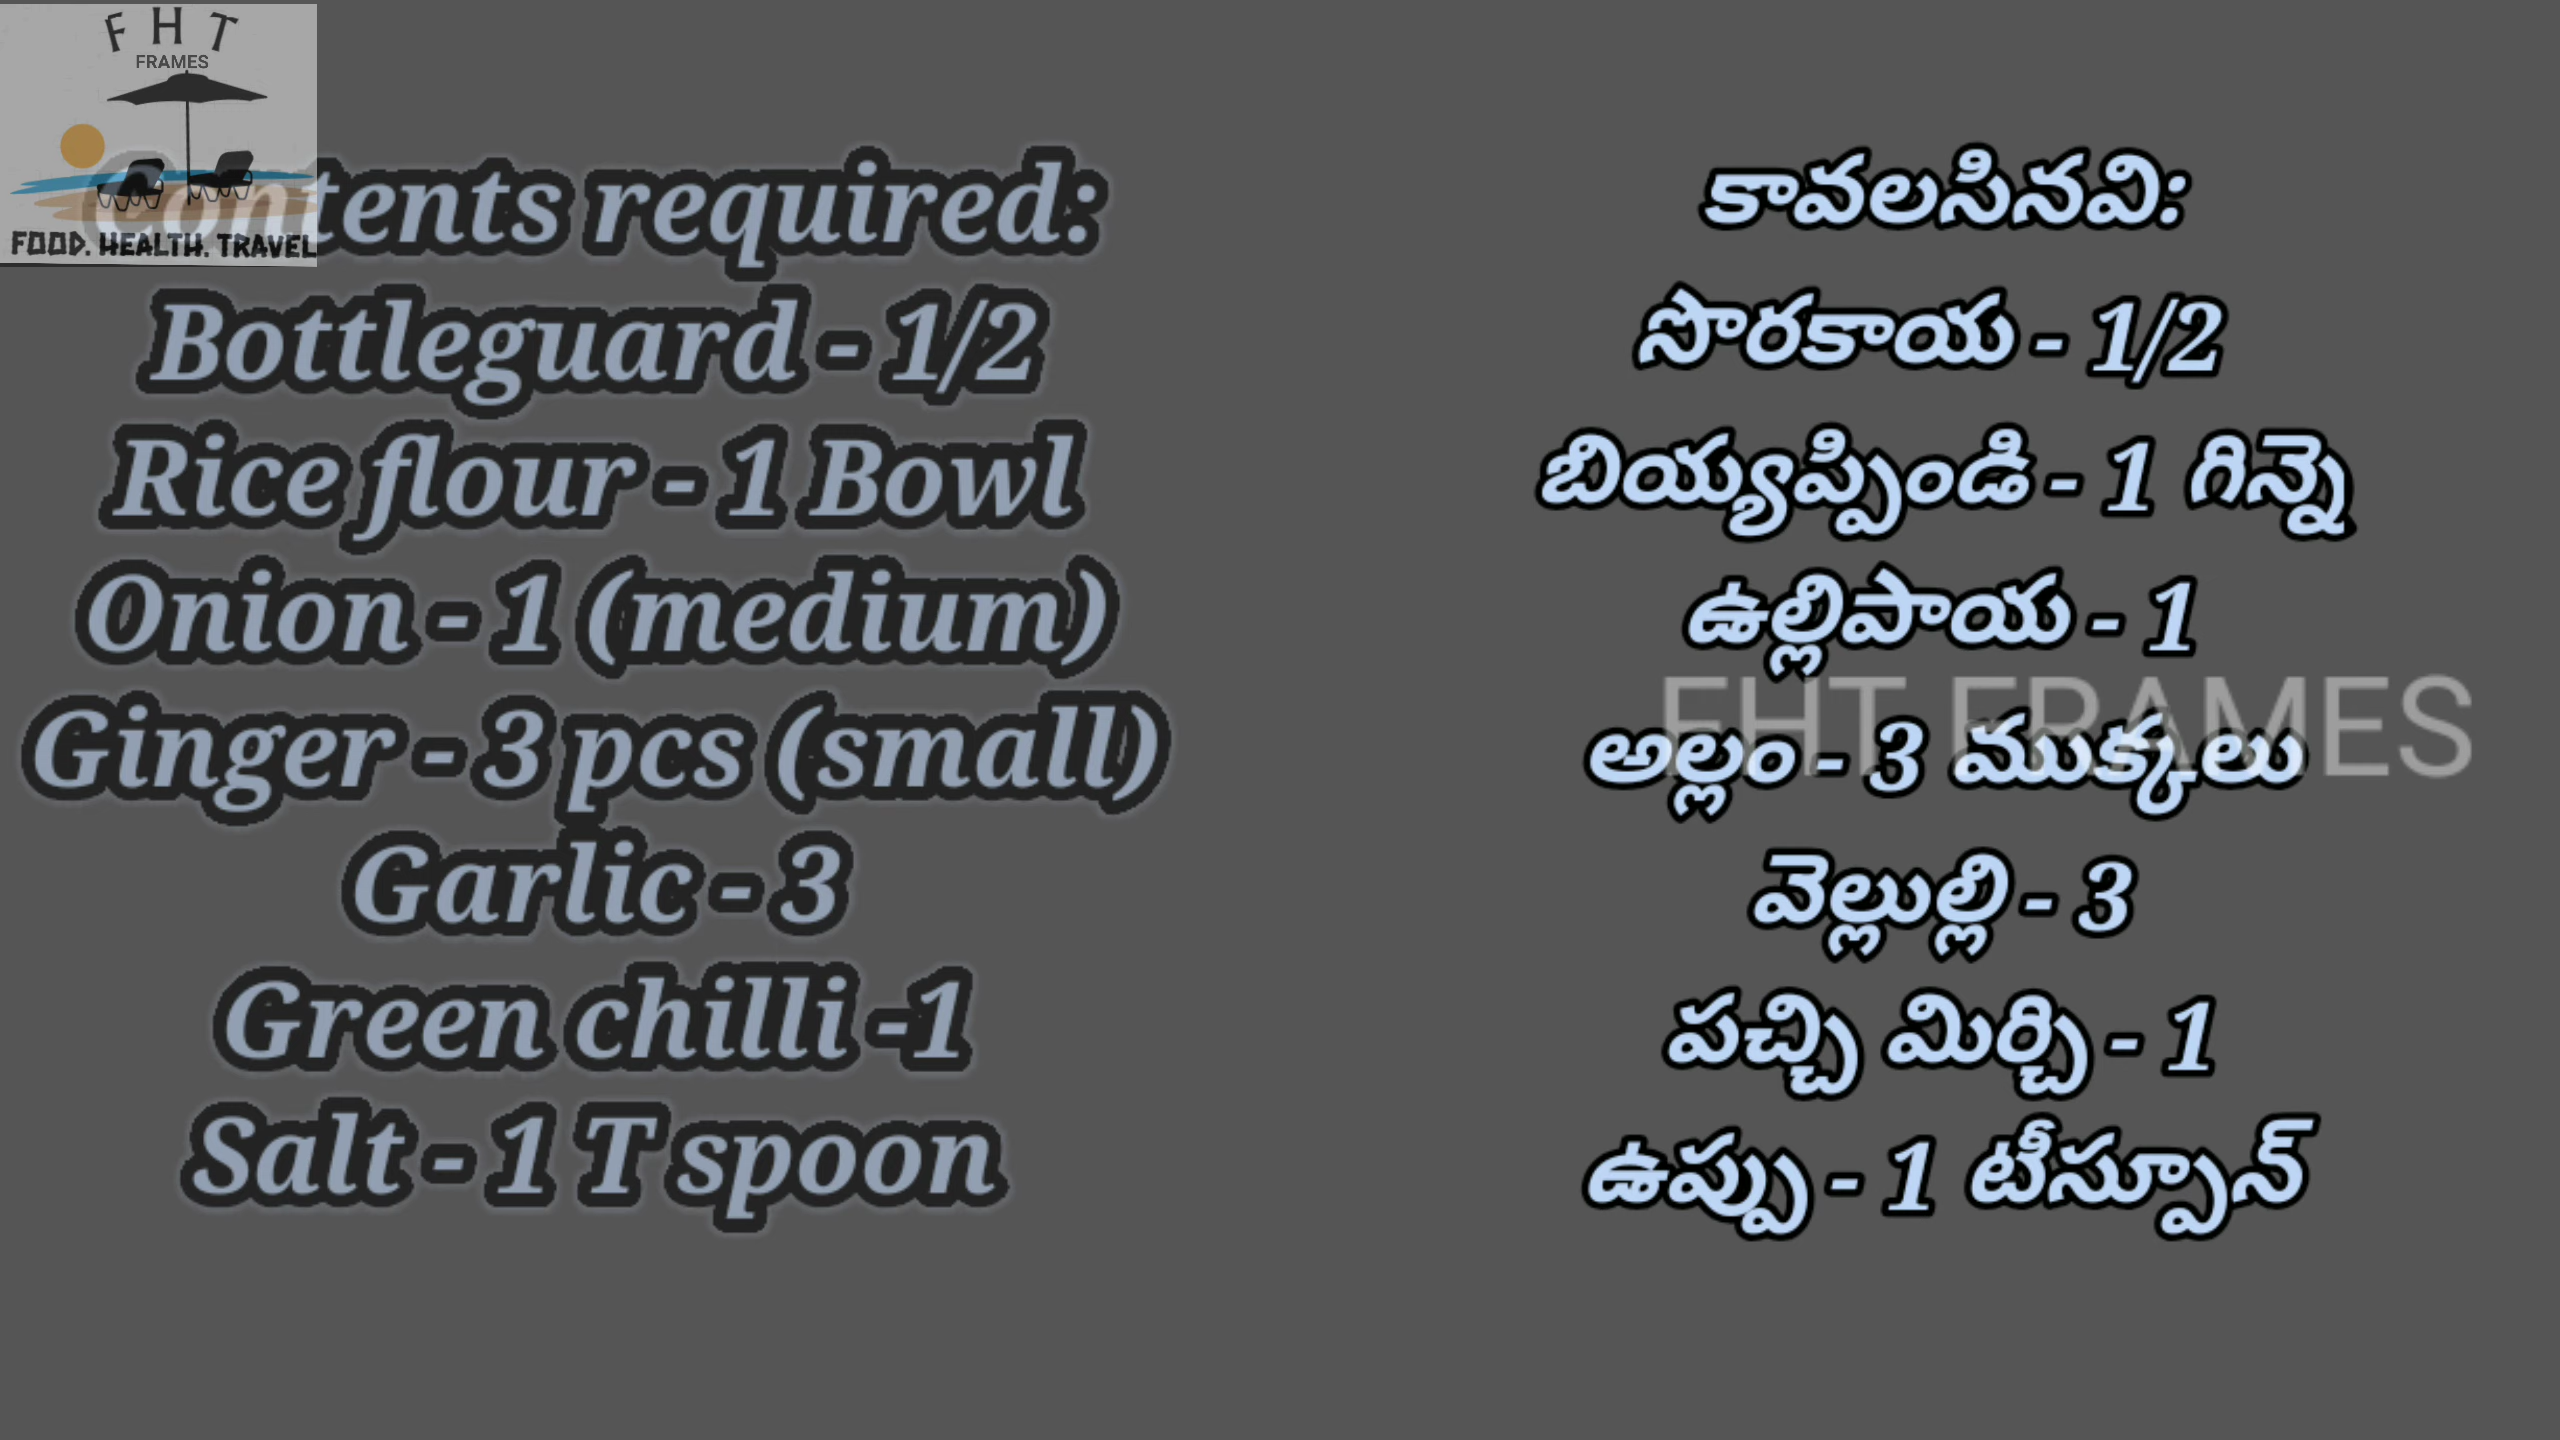 F H T
FRAMES
FOOD. HEALTH. TRAVEL
Contents required:
Bottleguard - 1/2
Rice flour - 1 Bowl
Onion - 1 (medium)
Ginger - 3 pcs (small)
Garlic - 3
Green chilli -1
Salt - 1 T spoon
కావలసినవి:
సొరకాయ - 1/2
బియ్యప్పిండి - 1 గిన్నె
ఉల్లిపాయ - 1
FHT FRAMES
అల్లం - 3 ముక్కలు
వెల్లుల్లి - 3
పచ్చి మిర్చి - 1
ఉప్పు - 1 టీస్పూన్